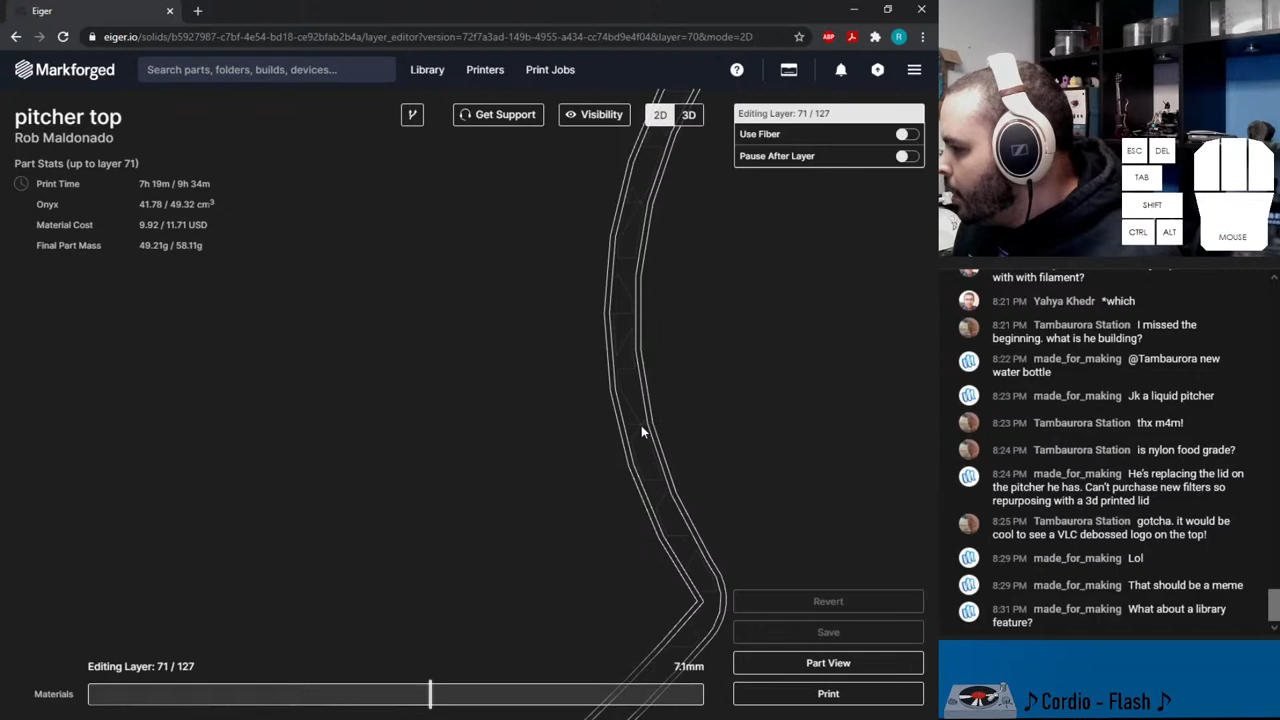 Eiger
eiger.io/solids/b5927987-c7bf-4e54-bd18-ce92bfab2b4a/layer_editor?version=72f7a3ad-149b-4955-a434-cc74bd9e4f04&layer=70&mode=2D
ABP
R
Markforged
Search parts, folders, builds, devices...
Library
Printers
Print Jobs
pitcher top
Rob Maldonado
Get Support
Visibility
2D
3D
Editing Layer: 71 / 127
Use Fiber
Pause After Layer
Part Stats (up to layer 71)
Print Time 7h 19m / 9h 34m
Onyx 41.78 / 49.32 cm³
Material Cost 9.92 / 11.71 USD
Final Part Mass 49.21g / 58.11g
Revert
Save
Part View
Print
Editing Layer: 71 / 127
7.1mm
Materials
ESC
DEL
TAB
SHIFT
CTRL
ALT
MOUSE
with with filament?
8:21 PM Yahya Khedr *which
8:21 PM Tambaurora Station I missed the
beginning. what is he building?
8:22 PM made_for_making @Tambaurora new
water bottle
8:23 PM made_for_making Jk a liquid pitcher
8:23 PM Tambaurora Station thx m4m!
8:24 PM Tambaurora Station is nylon food grade?
8:24 PM made_for_making He's replacing the lid on
the pitcher he has. Can't purchase new filters so
repurposing with a 3d printed lid
8:25 PM Tambaurora Station gotcha. it would be
cool to see a VLC debossed logo on the top!
8:29 PM made_for_making Lol
8:29 PM made_for_making That should be a meme
8:31 PM made_for_making What about a library
feature?
♪ Cordio - Flash ♪